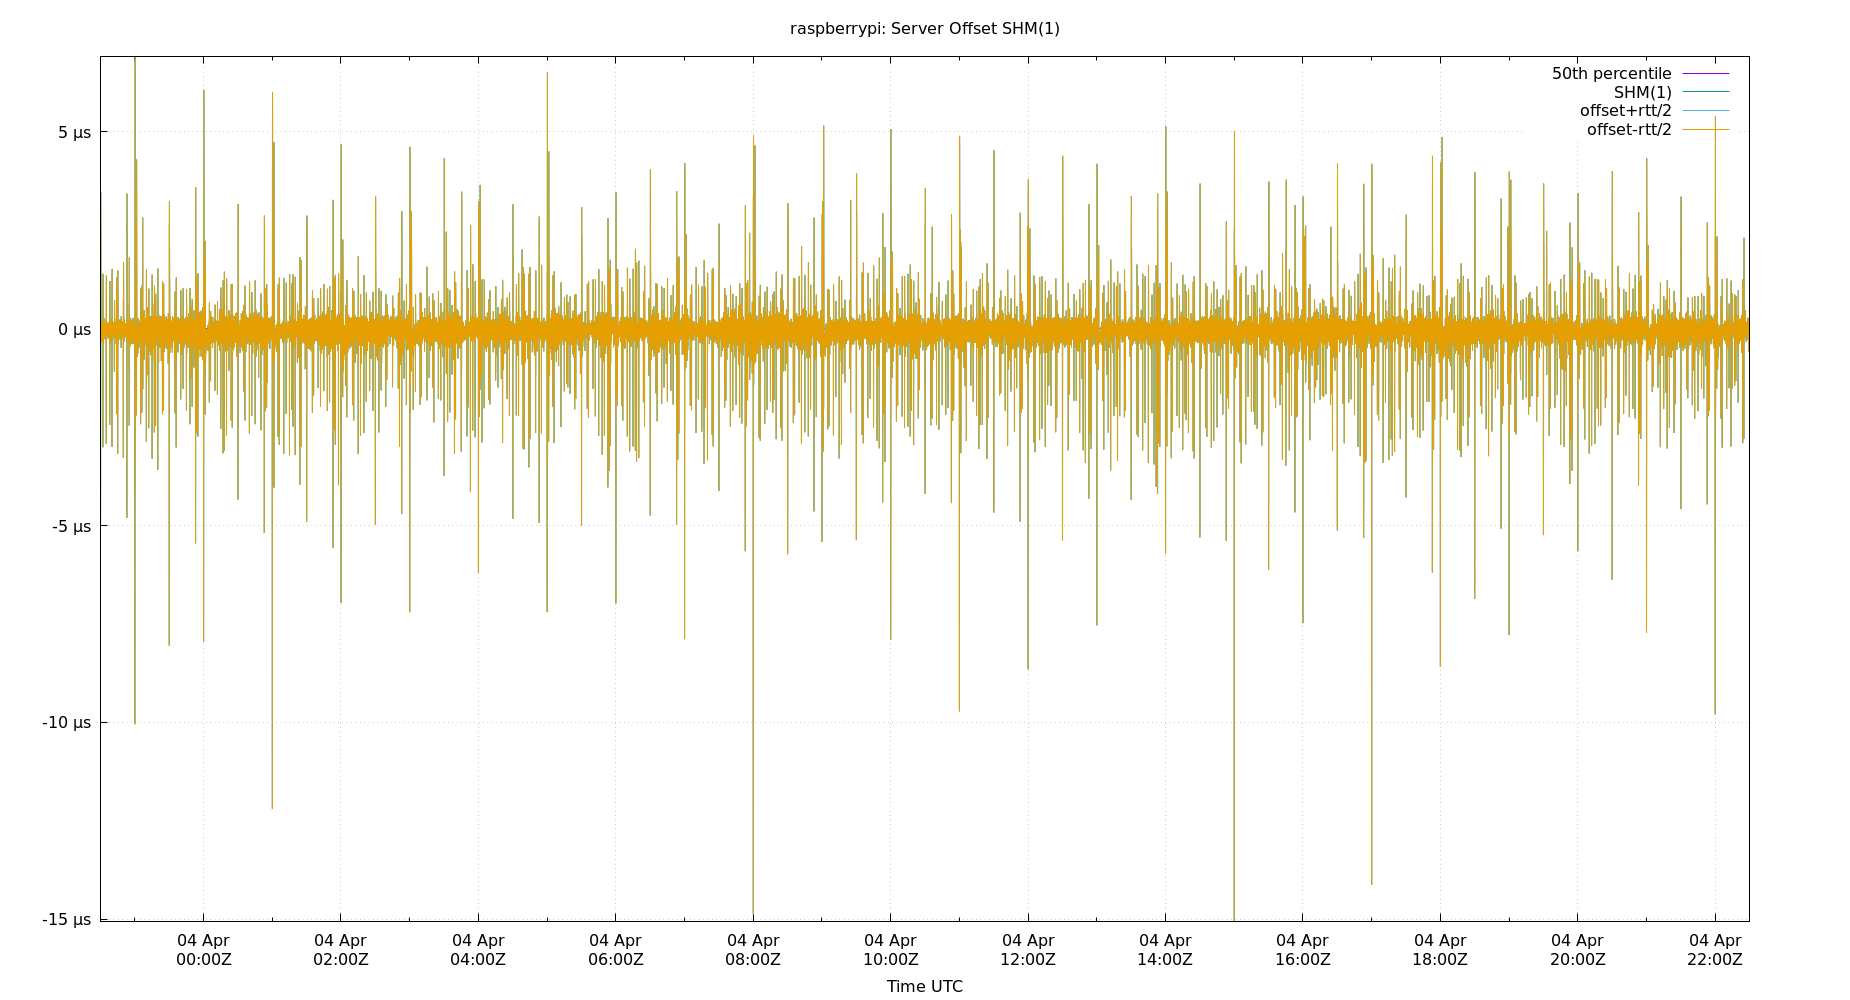 raspberrypi: Server Offset SHM(1)
50th percentile
SHM(1)
offset+rtt/2
offset-rtt/2
5 µs
0 µs
-5 µs
-10 µs
-15 µs
04 Apr 04 Apr 04 Apr 04 Apr 04 Apr 04 Apr 04 Apr 04 Apr 04 Apr 04 Apr 04 Apr 04 Apr
00:00Z 02:00Z 04:00Z 06:00Z 08:00Z 10:00Z 12:00Z 14:00Z 16:00Z 18:00Z 20:00Z 22:00Z
Time UTC